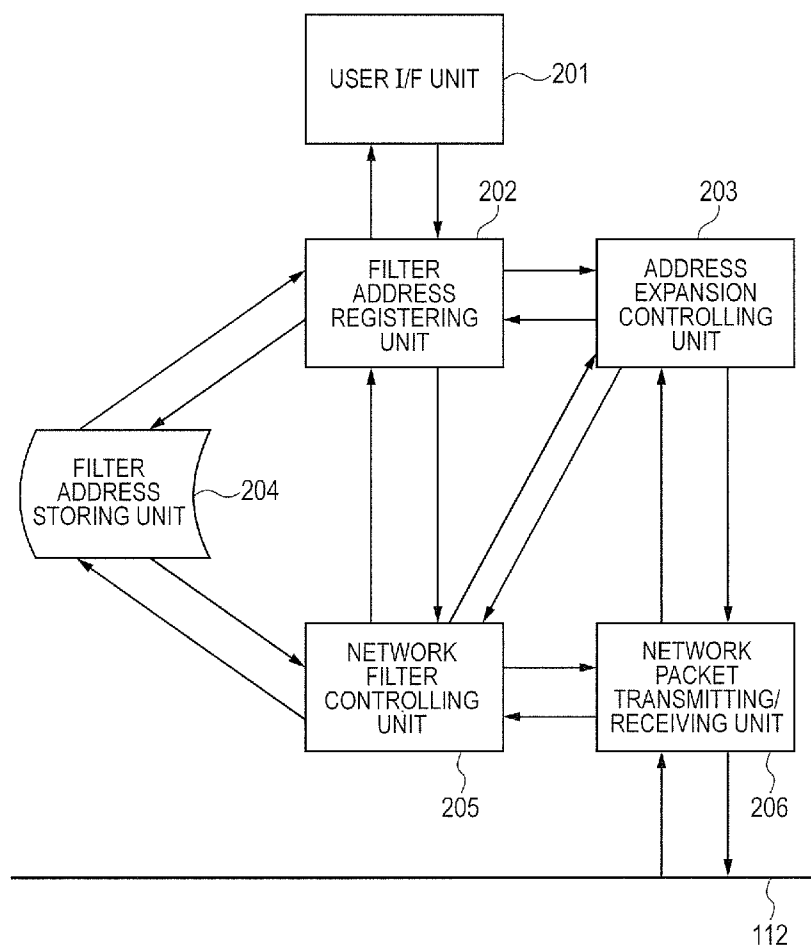 USER I/F UNIT
201
202
203
FILTER
ADDRESS
REGISTERING
UNIT
ADDRESS
EXPANSION
CONTROLLING
UNIT
FILTER
ADDRESS
STORING UNIT
204
NETWORK
FILTER
CONTROLLING
UNIT
NETWORK
PACKET
TRANSMITTING/
RECEIVING UNIT
205
206
112